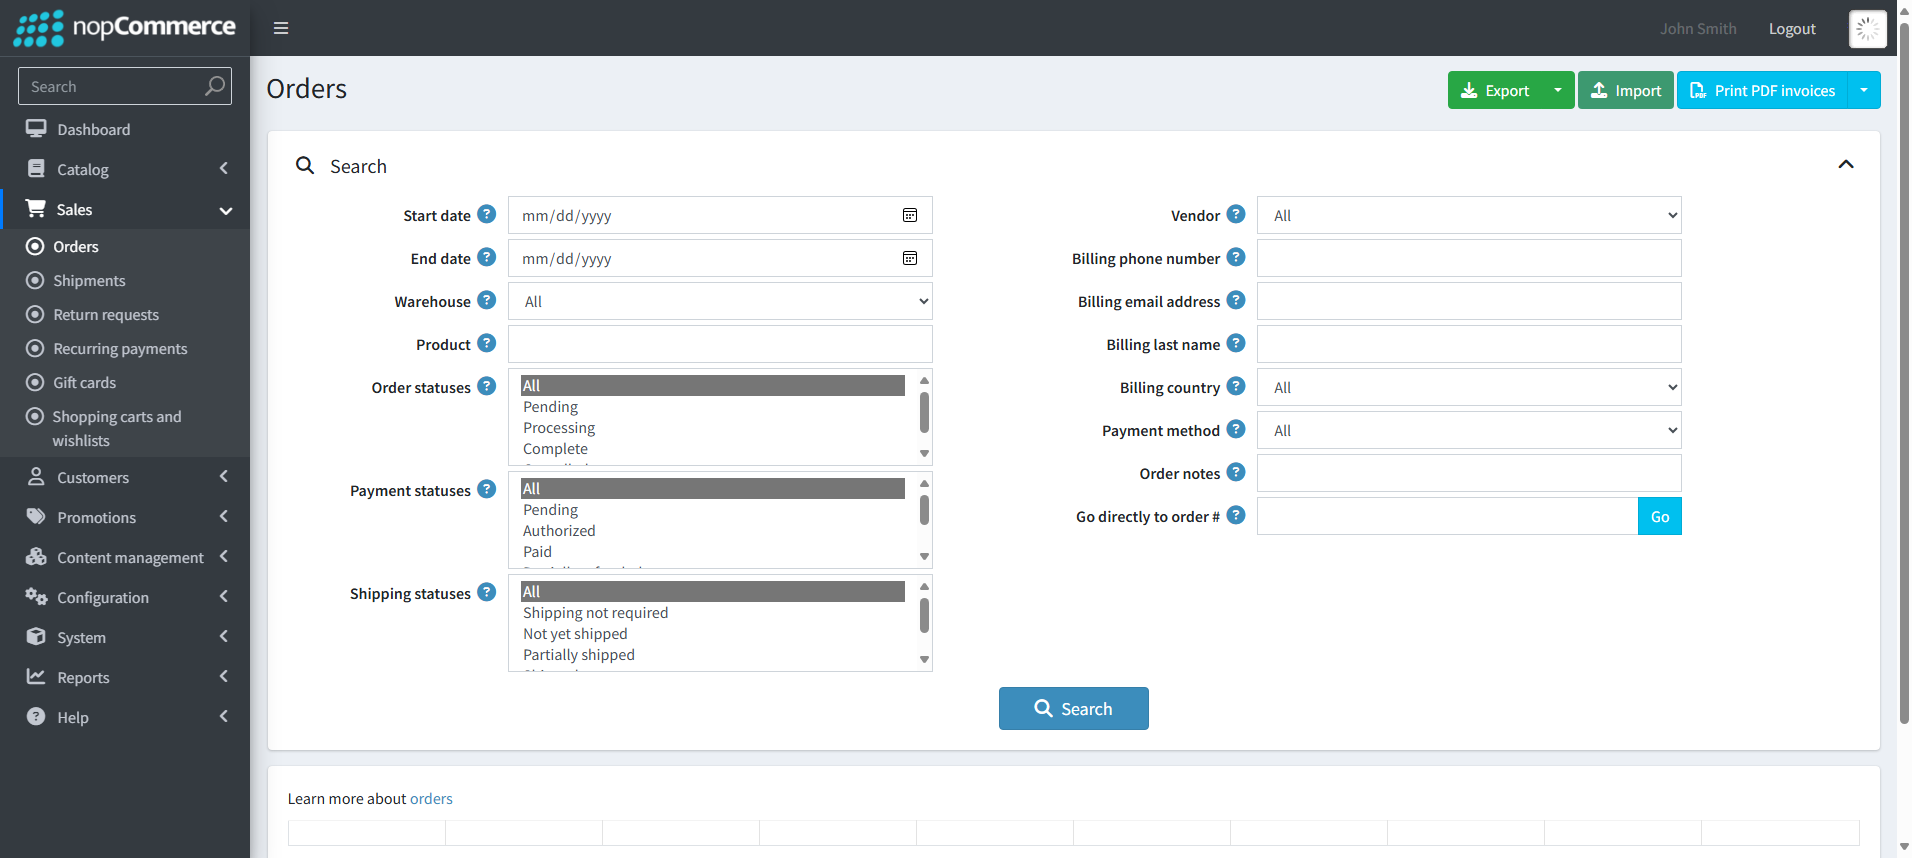 nopCommerce
John Smith
Logout
Search
Dashboard
Catalog
Sales
Orders
Shipments
Return requests
Recurring payments
Gift cards
Shopping carts and
wishlists
Customers
Promotions
Content management
Configuration
System
Reports
Help
Orders
Export
Import
Print PDF invoices
Search
Start date ?
mm/dd/yyyy
End date ?
mm/dd/yyyy
Warehouse ?
All
Product ?
Order statuses ?
All
Pending
Processing
Complete
Payment statuses ?
All
Pending
Authorized
Paid
Shipping statuses ?
All
Shipping not required
Not yet shipped
Partially shipped
Vendor ?
All
Billing phone number ?
Billing email address ?
Billing last name ?
Billing country ?
All
Payment method ?
All
Order notes ?
Go directly to order # ?
Go
Search
Learn more about orders